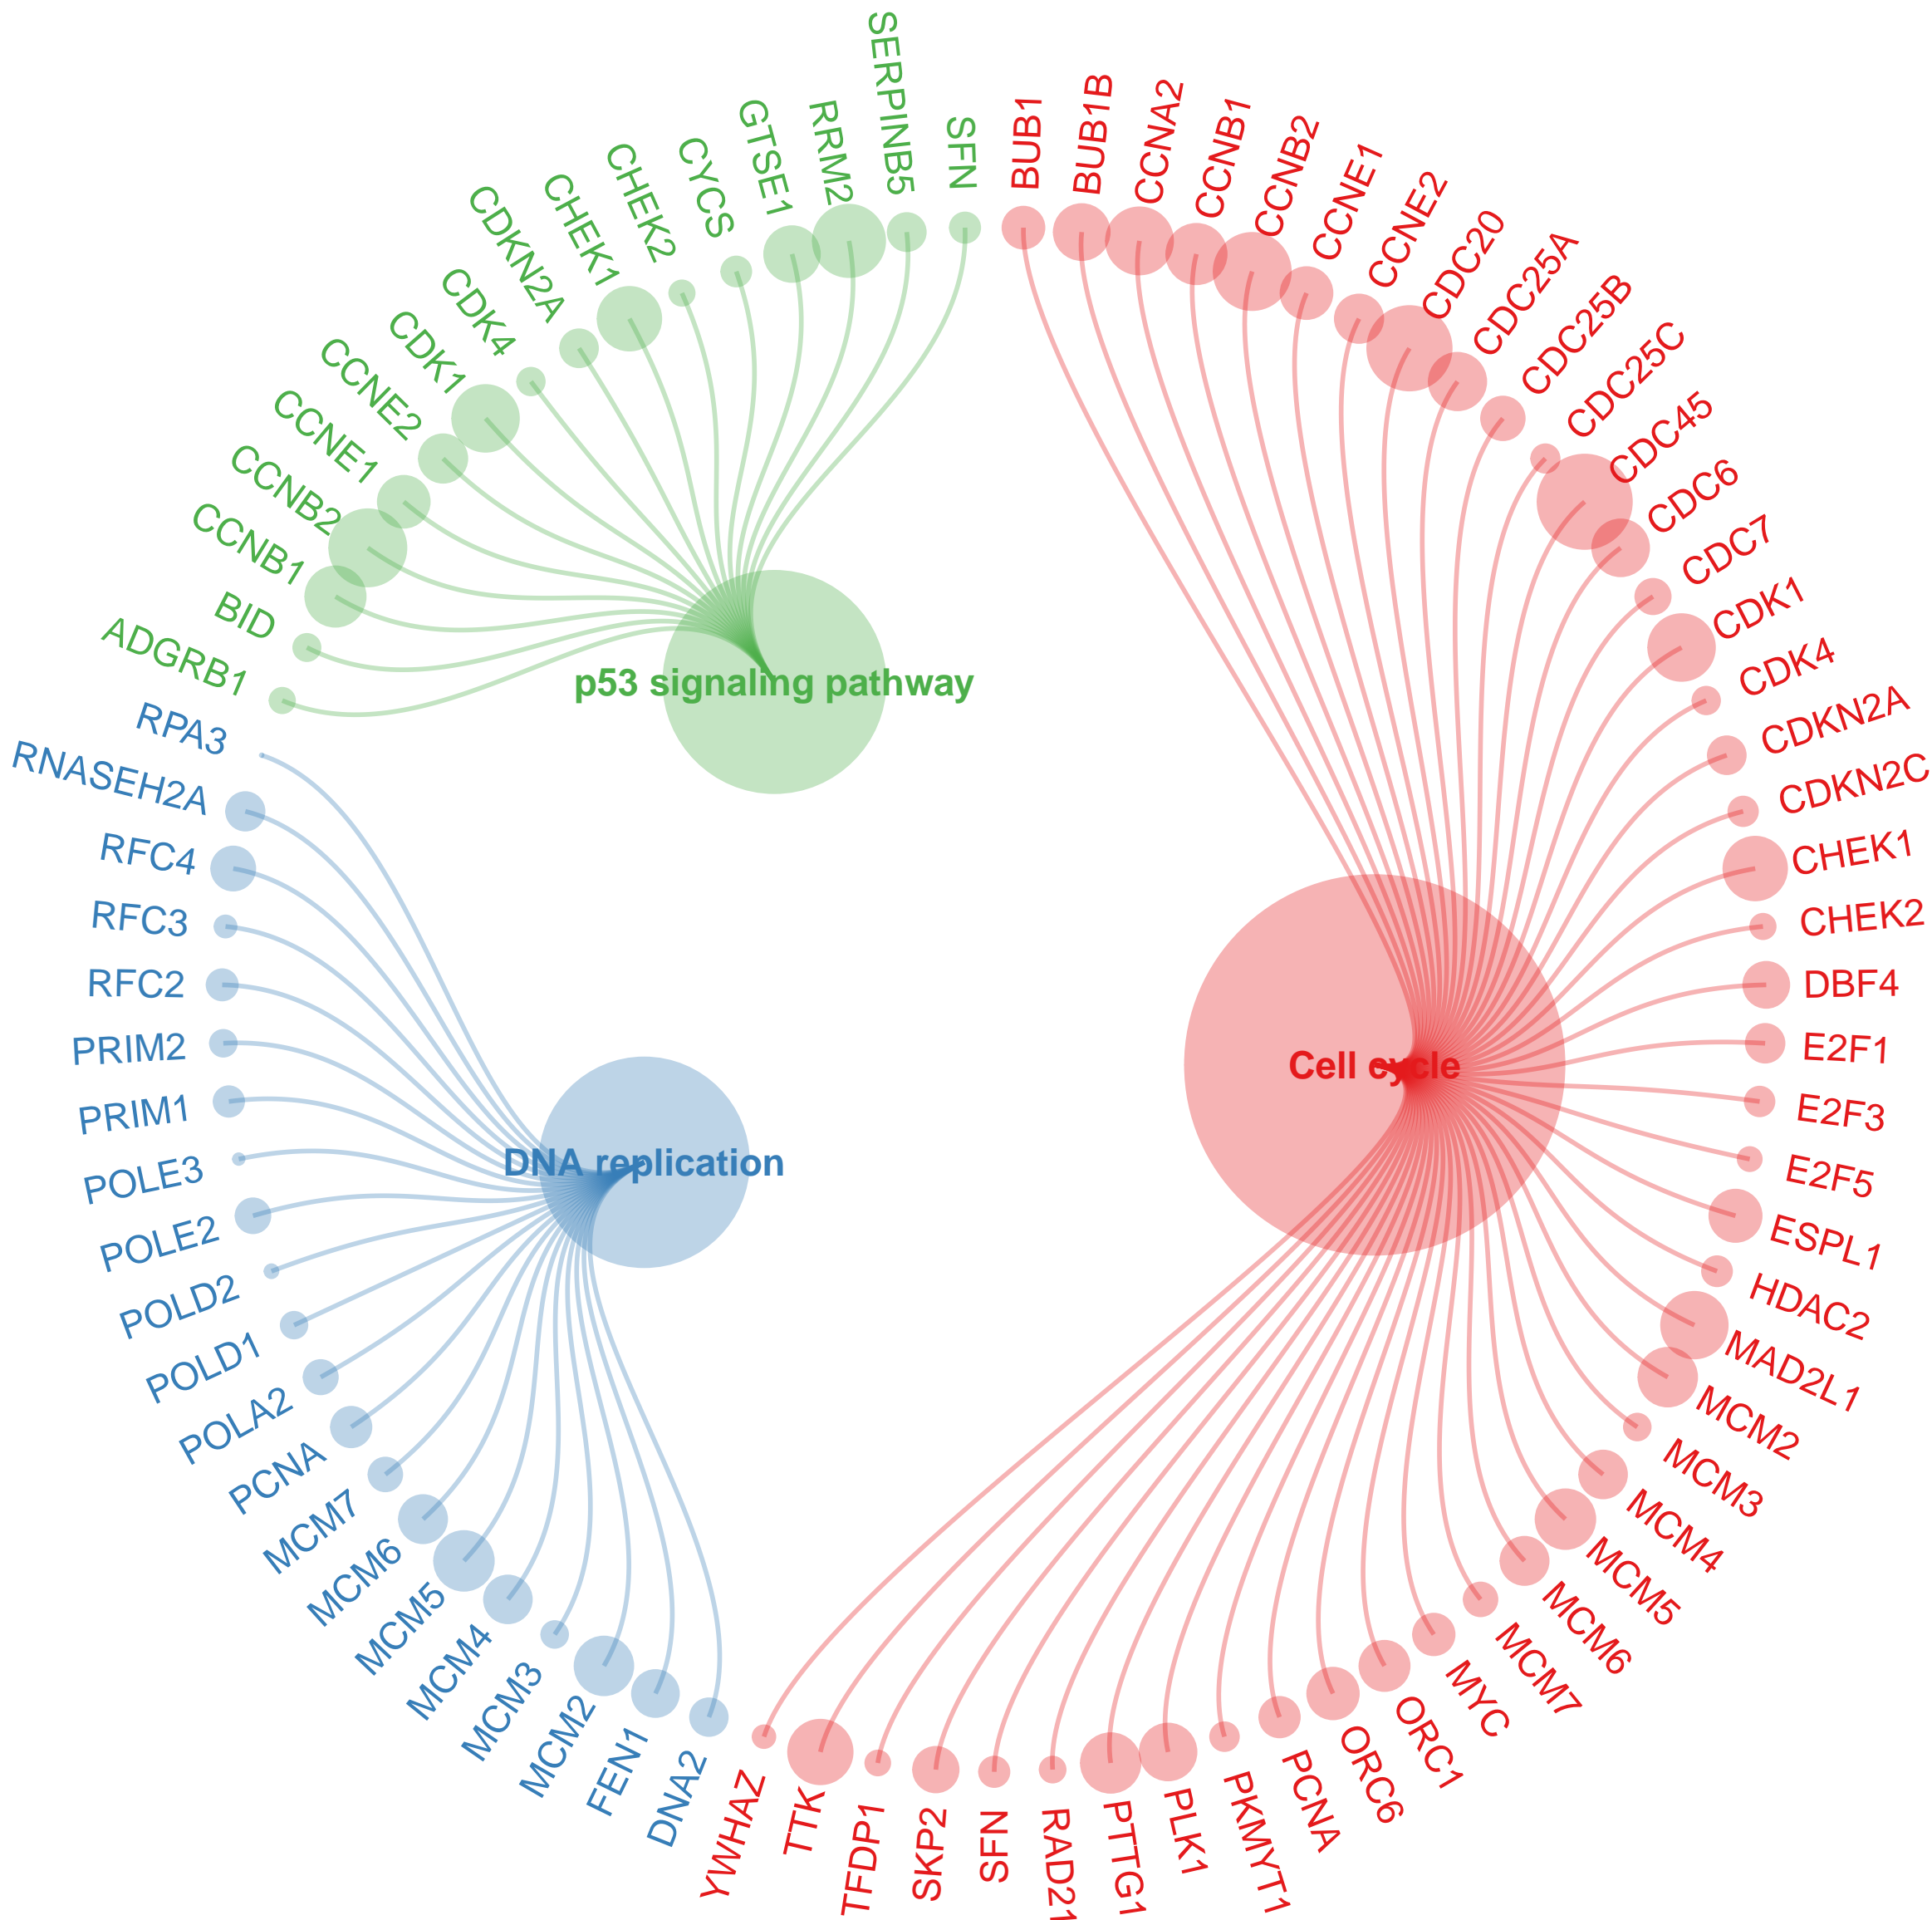 SERPINB5
SFN
RRM2
GTSE1
CYCS
CHEK2
CHEK1
CDKN2A
CDK4
CDK1
CCNE2
CCNE1
CCNB2
CCNB1
BID
ADGRB1
p53 signaling pathway
BUB1
BUB1B
CCNA2
CCNB1
CCNB2
CCNE1
CCNE2
CDC20
CDC25A
CDC25B
CDC25C
CDC45
CDC6
CDC7
CDK1
CDK4
CDKN2A
CDKN2C
CHEK1
CHEK2
DBF4
E2F1
E2F3
E2F5
ESPL1
HDAC2
MAD2L1
MCM2
MCM3
MCM4
MCM5
MCM6
MCM7
MYC
ORC1
ORC6
PCNA
PKMYT1
PLK1
PTTG1
RAD21
SFN
SKP2
TFDP1
TTK
YWHAZ
Cell cycle
RPA3
RNASEH2A
RFC4
RFC3
RFC2
PRIM2
PRIM1
POLE3
POLE2
POLD2
POLD1
POLA2
PCNA
MCM7
MCM6
MCM5
MCM4
MCM3
MCM2
FEN1
DNA2
DNA replication